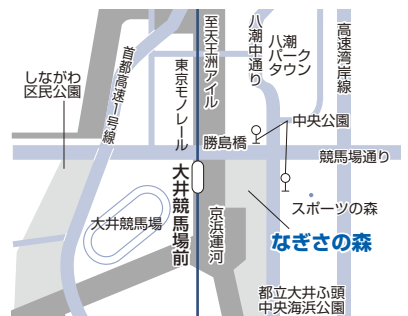 至天王洲アイル
八潮中通り
八潮
パーク
タウン
高速湾岸線
首都高速1号線
東京モノレール
しながわ
区民公園
中央公園
勝島橋
競馬場通り
大井競馬場前
大井競馬場
京浜運河
スポーツの森
なぎさの森
都立大井ふ頭
中央海浜公園